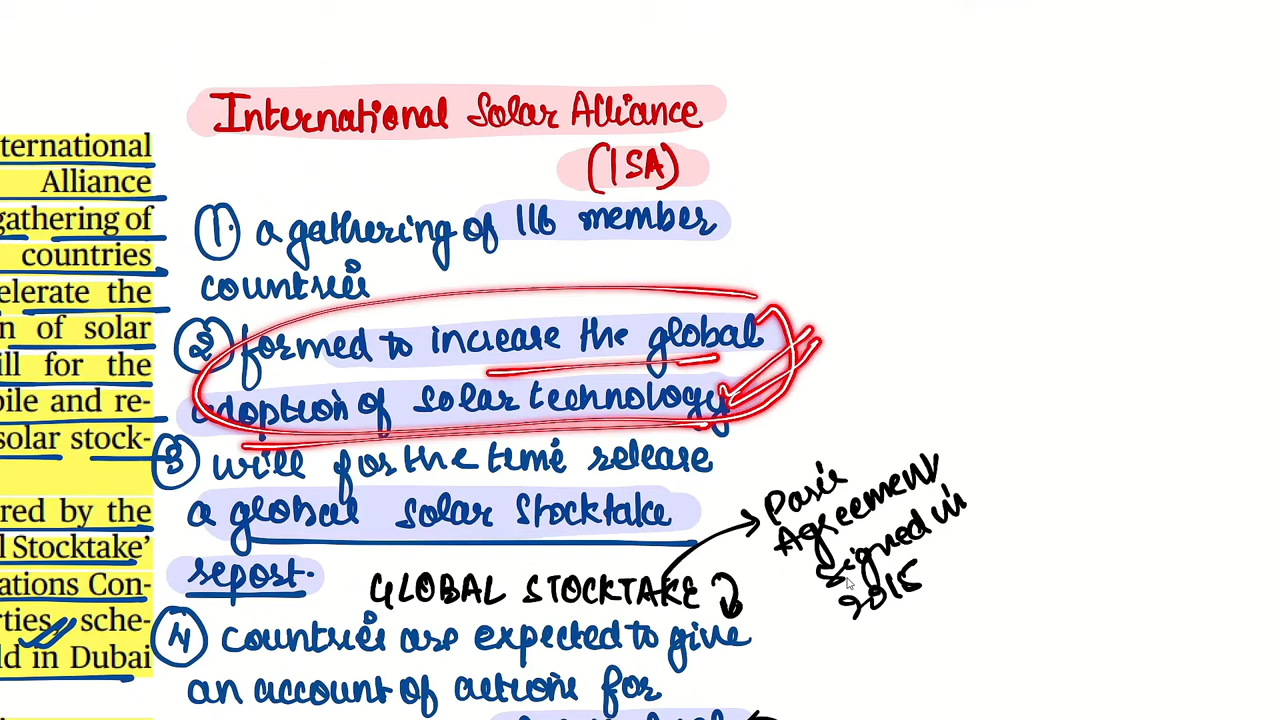 ternational
Alliance
gathering of
countries
elerate the
n of solar
ill for the
bile and re-
solar stock-
red by the
l Stocktake'
ations Con-
rties, sche-
ld in Dubai
International Solar Alliance
(ISA)
1. a gathering of 116 member
countries
2 formed to increase the global
adoption of solar technology
3 will for the time release
a global solar stocktake
report.
GLOBAL STOCKTAKE
Paris
Agreement
signed in
2015
4 countries are expected to give
an account of actions for